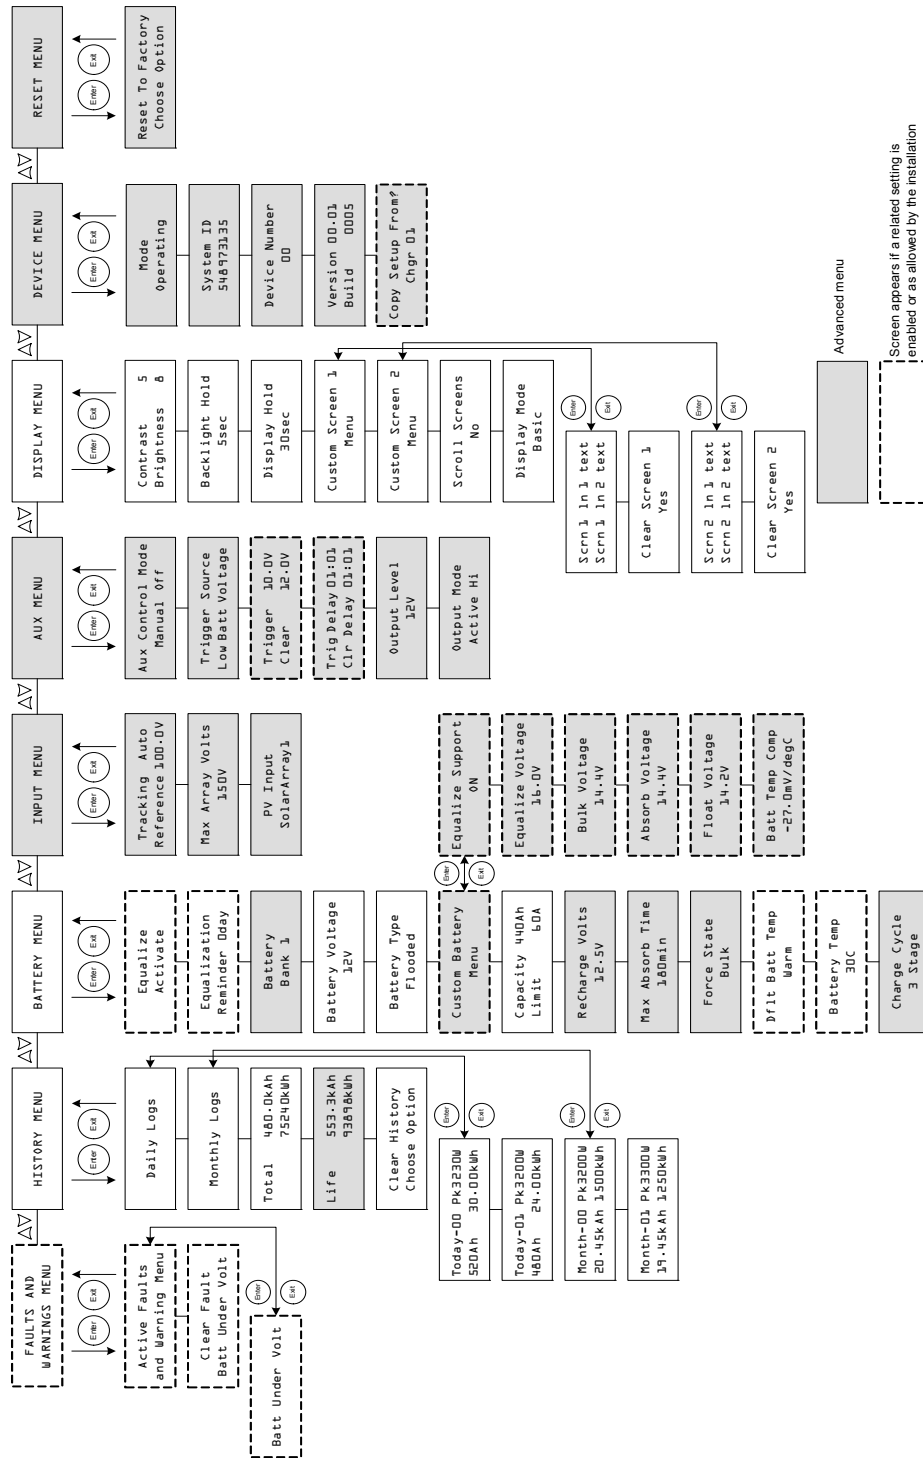 FAULTS AND
WARNINGS MENU
Enter
Exit
Active Faults
and Warning Menu
Clear Fault
Batt Under Volt
Enter
Exit
Batt Under Volt
HISTORY MENU
Enter
Exit
Daily Logs
Monthly Logs
Total 480.0kAh
75240kWh
Life 553.3kAh
93898kWh
Clear History
Choose Option
Enter
Exit
Today-00 Pk3230W
520Ah 30.00kWh
Today-01 Pk3200W
480Ah 24.00kWh
Enter
Exit
Month-00 Pk3200W
20.45kAh 1500kWh
Month-01 Pk3300W
19.45kAh 1250kWh
BATTERY MENU
Enter
Exit
Equalize
Activate
Equalization
Reminder 0day
Battery
Bank 1
Battery Voltage
12V
Battery Type
Flooded
Custom Battery
Menu
Enter
Exit
Capacity 440Ah
Limit 60A
ReCharge Volts
12.5V
Max Absorb Time
180min
Force State
Bulk
Dflt Batt Temp
Warm
Battery Temp
30C
Charge Cycle
3 Stage
Equalize Support
ON
Equalize Voltage
16.0V
Bulk Voltage
14.4V
Absorb Voltage
14.4V
Float Voltage
14.2V
Batt Temp Comp
-27.0mV/degC
INPUT MENU
Enter
Exit
Tracking Auto
Reference 100.0V
Max Array Volts
150V
PV Input
SolarArray1
AUX MENU
Enter
Exit
Aux Control Mode
Manual Off
Trigger Source
Low Batt Voltage
Trigger 10.0V
Clear 12.0V
Trig Delay 01:01
Clr Delay 01:01
Output Level
12V
Output Mode
Active Hi
DISPLAY MENU
Enter
Exit
Contrast 5
Brightness 8
Backlight Hold
5sec
Display Hold
30sec
Custom Screen 1
Menu
Custom Screen 2
Menu
Scroll Screens
No
Display Mode
Basic
Enter
Exit
Scrn 1 ln 1 text
Scrn 1 ln 2 text
Clear Screen 1
Yes
Enter
Exit
Scrn 2 ln 1 text
Scrn 2 ln 2 text
Clear Screen 2
Yes
DEVICE MENU
Enter
Exit
Mode
Operating
System ID
548973135
Device Number
00
Version 00.01
Build 0005
Copy Setup From?
Chgr 01
RESET MENU
Enter
Exit
Reset To Factory
Choose Option
Advanced menu
Screen appears if a related setting is
enabled or as allowed by the installation